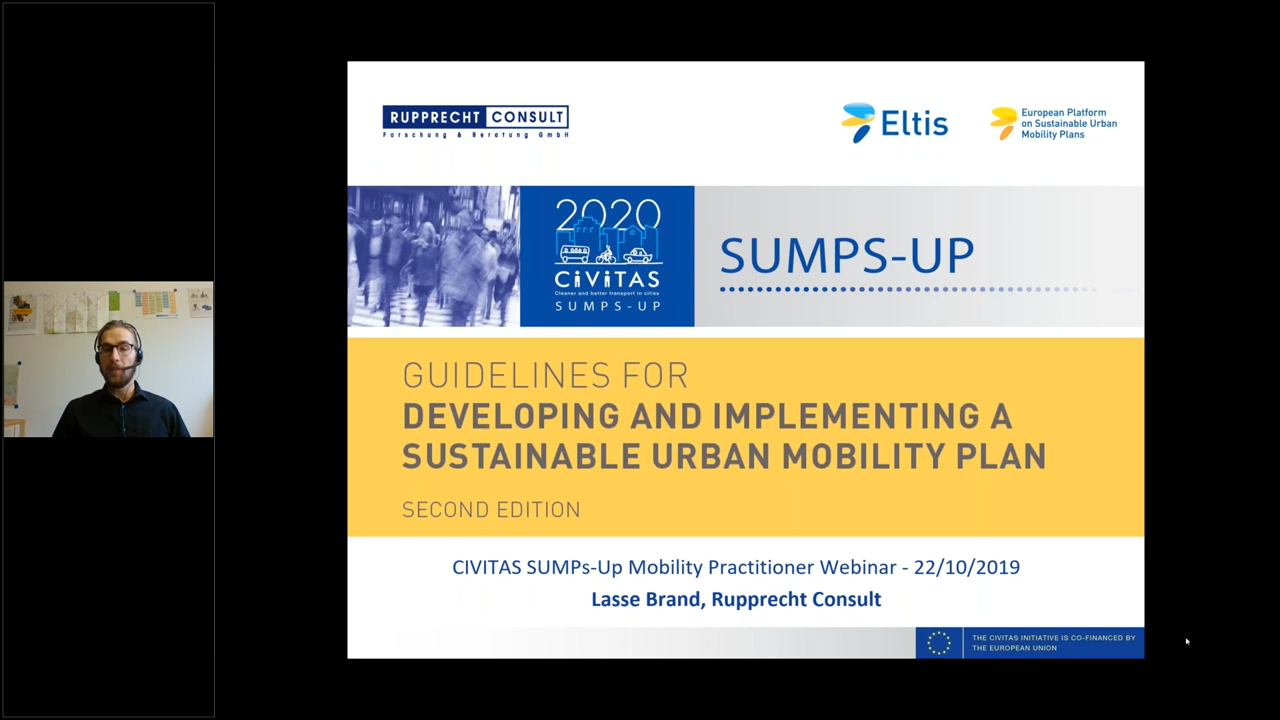 RUPPRECHT CONSULT
Forschung & Beratung GmbH
Eltis
European Platform
on Sustainable Urban
Mobility Plans
2020
CiViTAS
Cleaner and better transport in cities
SUMPS-UP
SUMPS-UP
GUIDELINES FOR
DEVELOPING AND IMPLEMENTING A
SUSTAINABLE URBAN MOBILITY PLAN
SECOND EDITION
CIVITAS SUMPs-Up Mobility Practitioner Webinar - 22/10/2019
Lasse Brand, Rupprecht Consult
THE CIVITAS INITIATIVE IS CO-FINANCED BY
THE EUROPEAN UNION